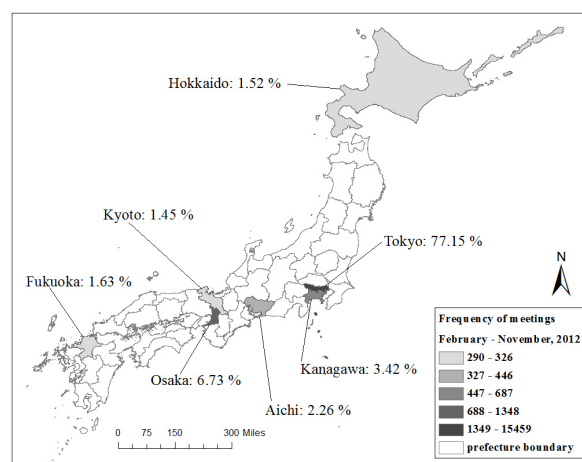 Hokkaido: 1.52 %
Kyoto: 1.45 %
Tokyo: 77.15 %
Fukuoka: 1.63 %
N
Osaka: 6.73 %
Kanagawa: 3.42 %
Aichi: 2.26 %
0 75 150 300 Miles
Frequency of meetings
February - November, 2012
290 - 326
327 - 446
447 - 687
688 - 1348
1349 - 15459
prefecture boundary